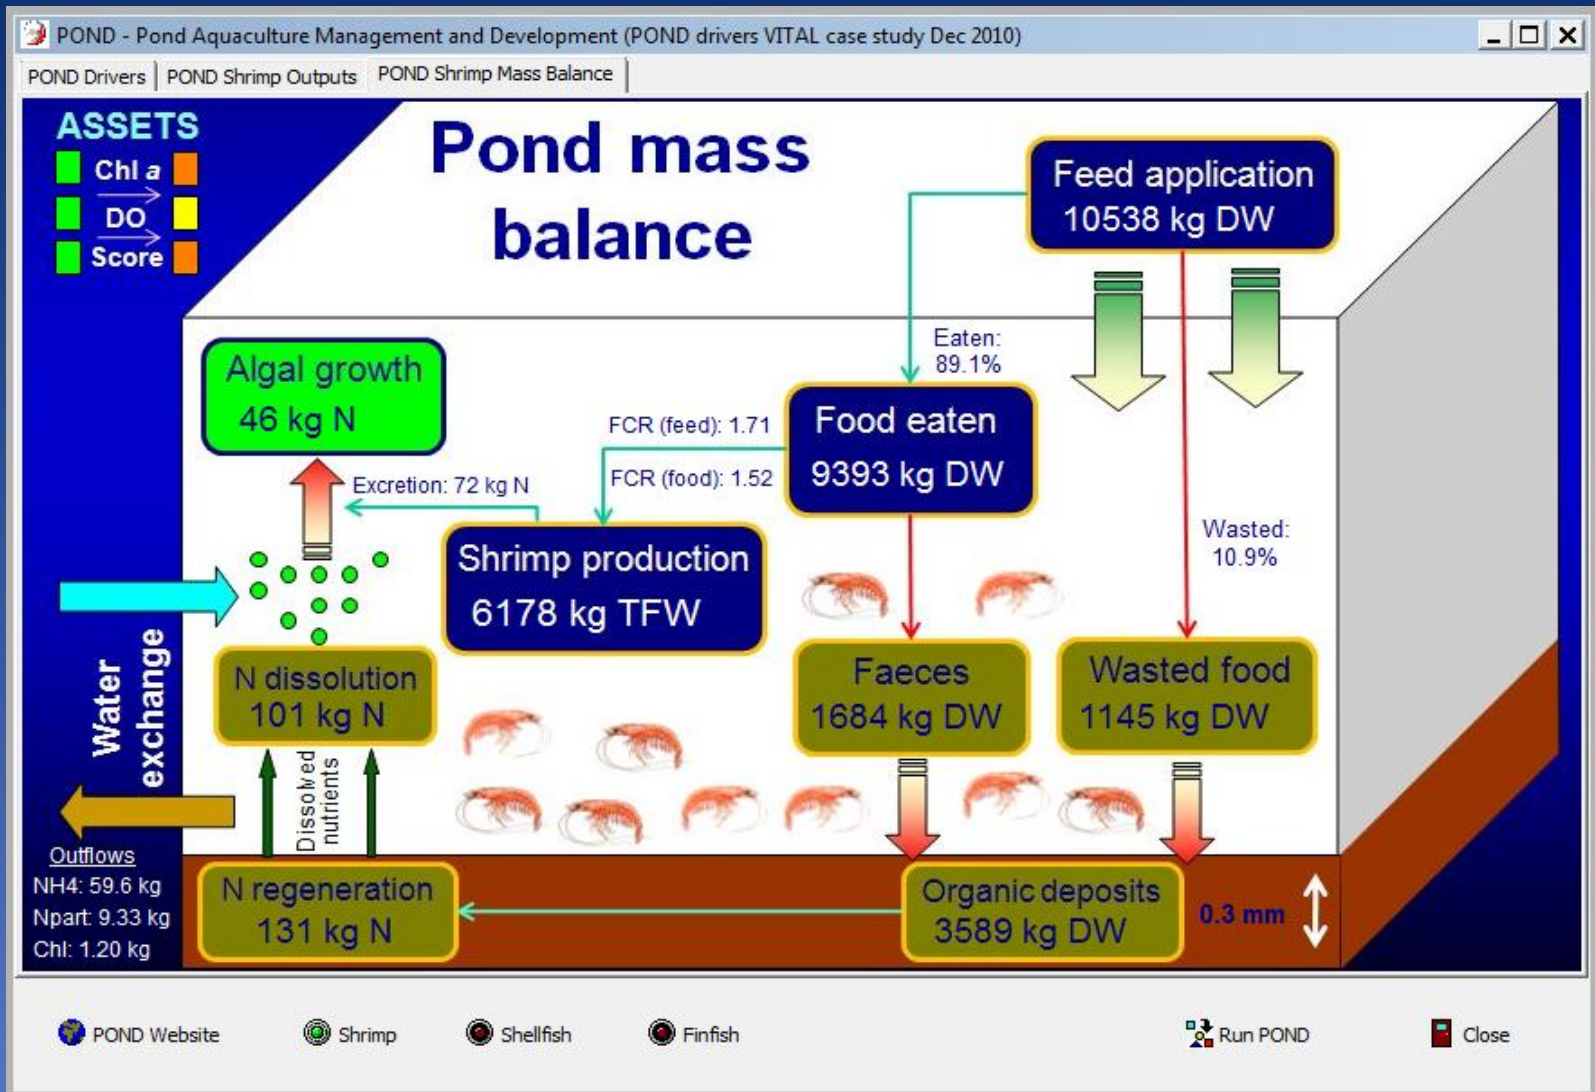 POND - Pond Aquaculture Management and Development (POND drivers VITAL case study Dec 2010)
POND Drivers
POND Shrimp Outputs
POND Shrimp Mass Balance
ASSETS
Chl a
DO
Score
Pond mass
balance
Feed application
10538 kg DW
Eaten:
89.1%
Algal growth
46 kg N
FCR (feed): 1.71
FCR (food): 1.52
Food eaten
9393 kg DW
Excretion: 72 kg N
Wasted:
10.9%
Shrimp production
6178 kg TFW
Water
exchange
N dissolution
101 kg N
Faeces
1684 kg DW
Wasted food
1145 kg DW
Dissolved
nutrients
Outflows
NH4: 59.6 kg
Npart: 9.33 kg
Chl: 1.20 kg
N regeneration
131 kg N
Organic deposits
3589 kg DW
0.3 mm
POND Website
Shrimp
Shellfish
Finfish
Run POND
Close